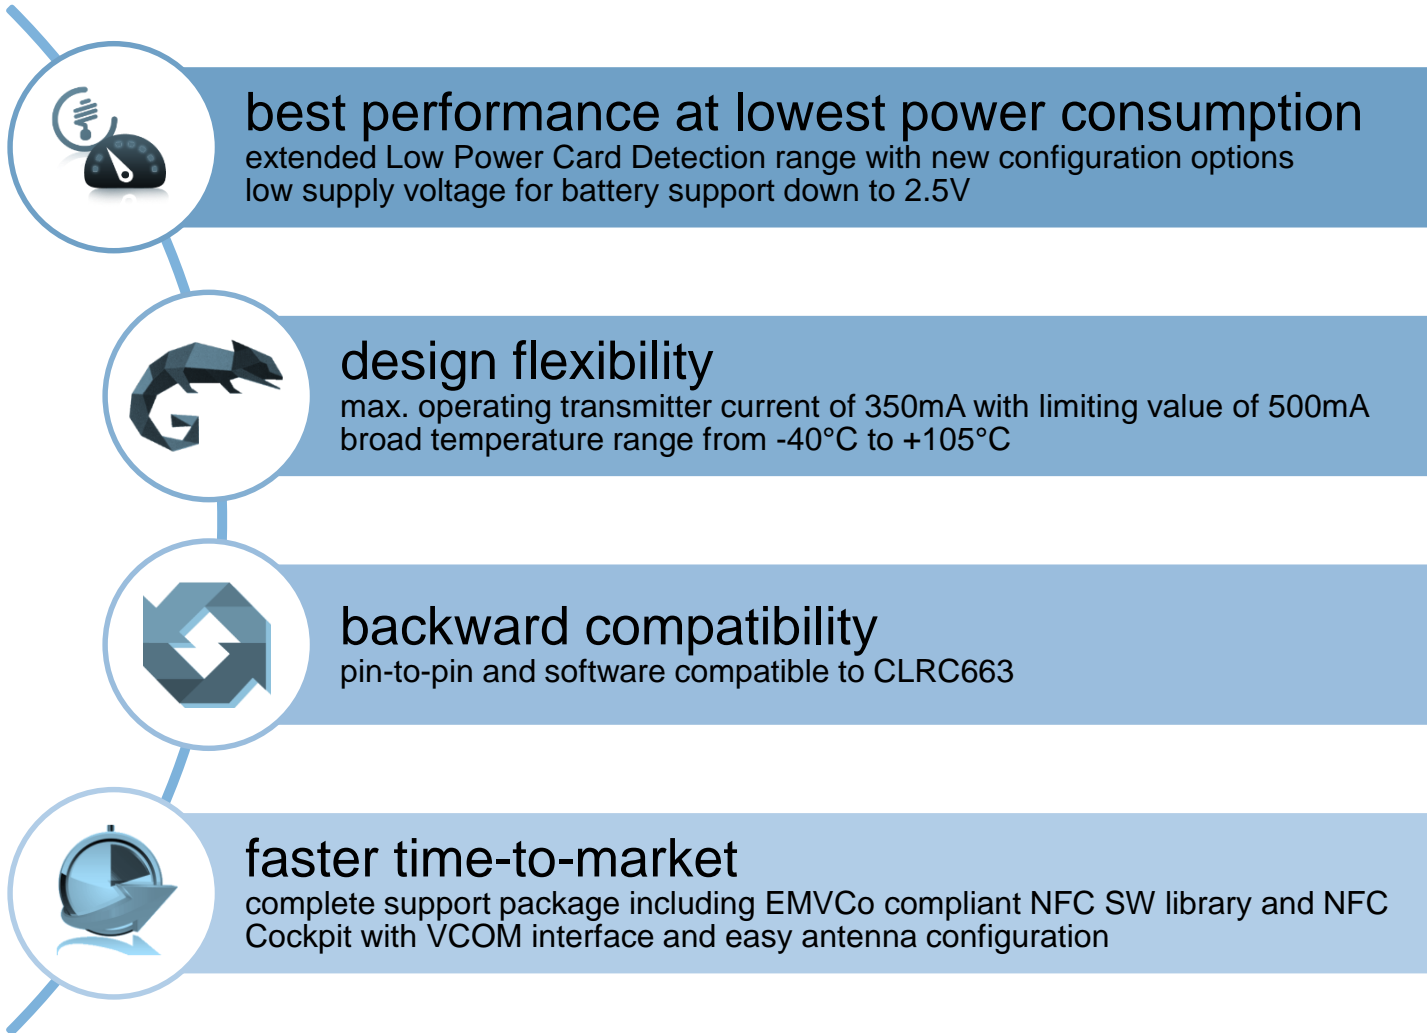 best performance at lowest power consumption
extended Low Power Card Detection range with new configuration options
low supply voltage for battery support down to 2.5V
design flexibility
max. operating transmitter current of 350mA with limiting value of 500mA
broad temperature range from -40°C to +105°C
backward compatibility
pin-to-pin and software compatible to CLRC663
faster time-to-market
complete support package including EMVCo compliant NFC SW library and NFC
Cockpit with VCOM interface and easy antenna configuration